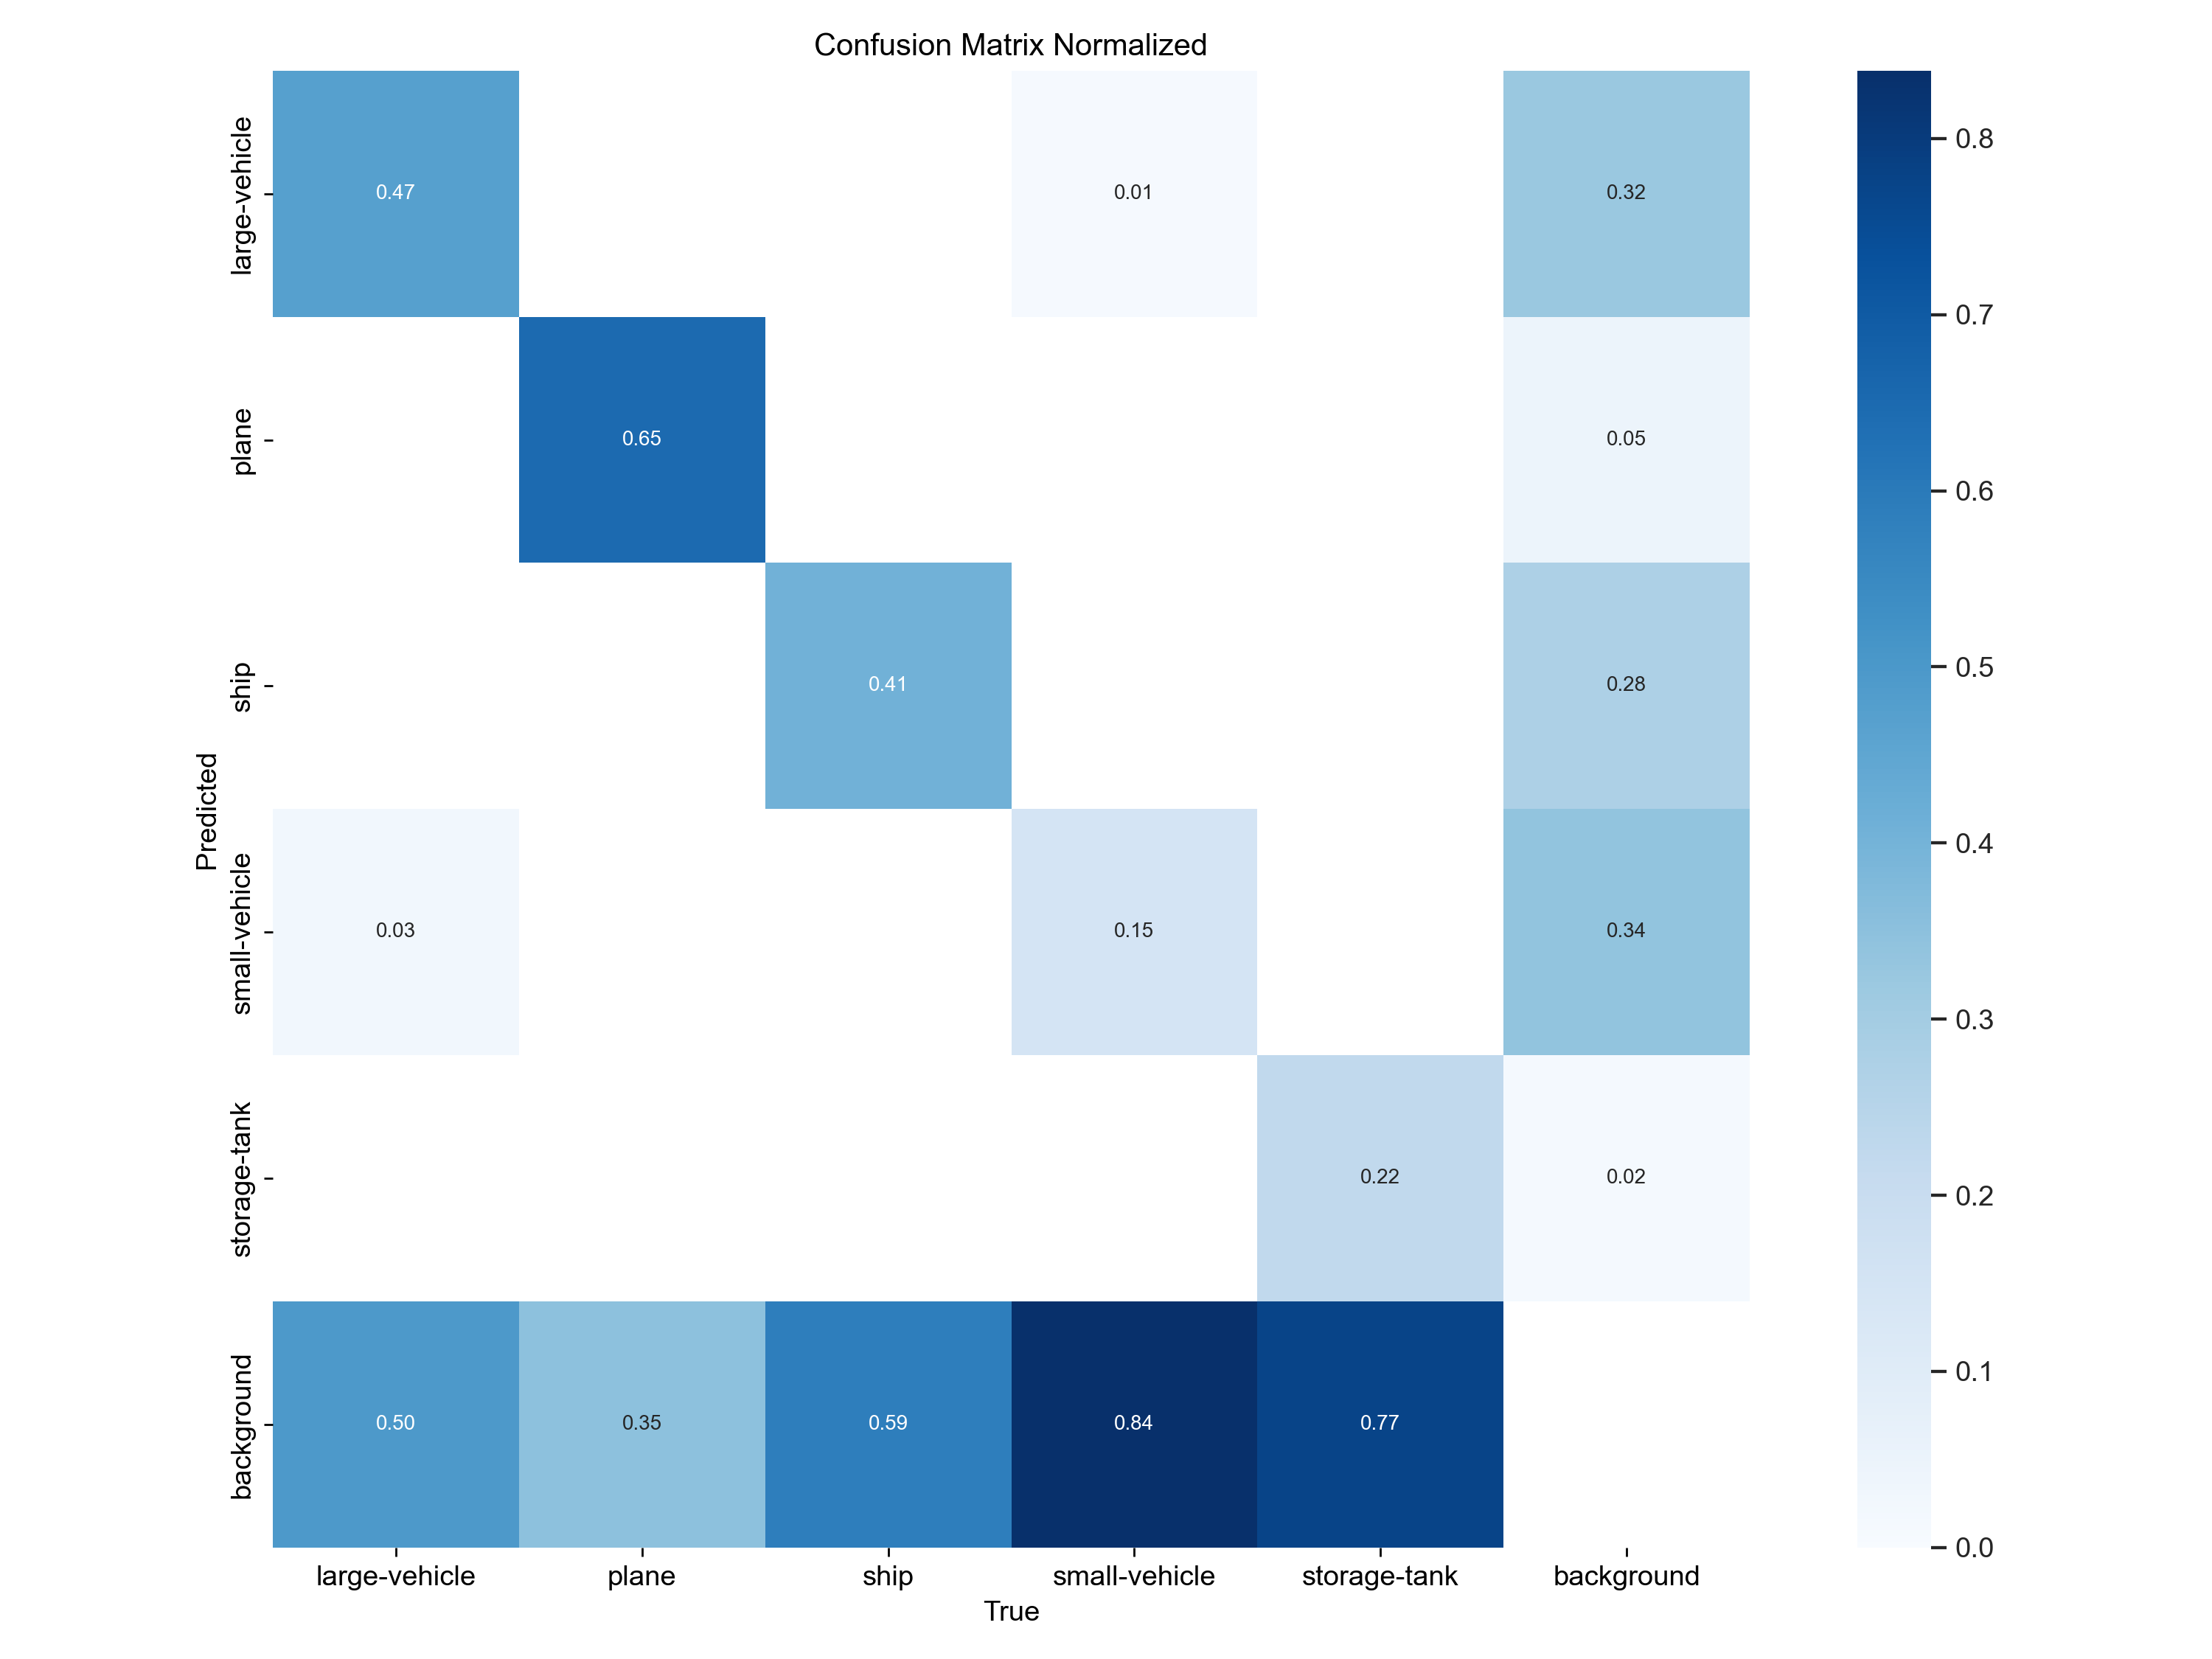 Confusion Matrix Normalized
large-vehicle
0.47
0.01
0.32
0.8
0.7
plane
0.65
0.05
0.6
ship
0.41
0.28
0.5
Predicted
0.4
small-vehicle
0.03
0.15
0.34
0.3
storage-tank
0.22
0.02
0.2
0.1
background
0.50
0.35
0.59
0.84
0.77
0.0
large-vehicle
plane
ship
small-vehicle
storage-tank
background
True